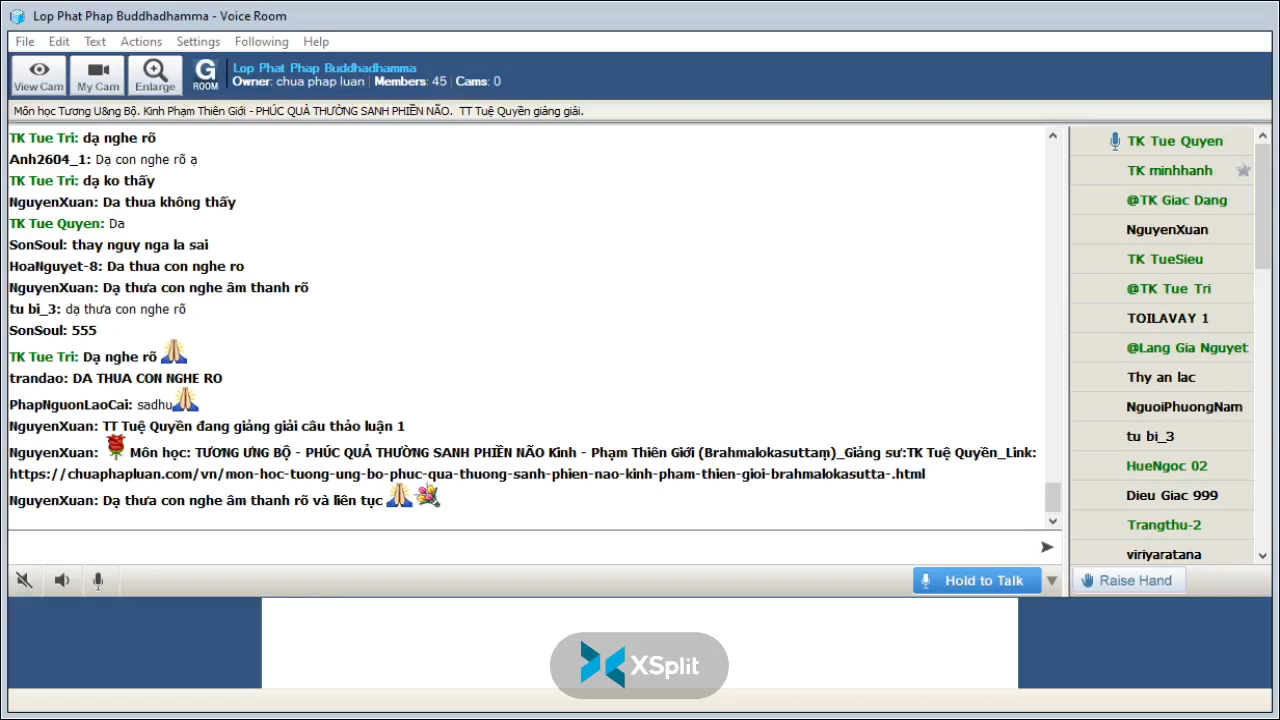 Lop Phat Phap Buddhadhamma - Voice Room
File Edit Text Actions Settings Following Help
View Cam My Cam Enlarge G ROOM
Lop Phat Phap Buddhadhamma
Owner: chua phap luan | Members: 45 | Cams: 0
Môn học Tương U&ng Bộ. Kinh Phạm Thiên Giới - PHÚC QUẢ THƯỜNG SANH PHIỀN NÃO. TT Tuệ Quyền giảng giải.
TK Tue Tri: dạ nghe rõ
Anh2604_1: Dạ con nghe rõ ạ
TK Tue Tri: dạ ko thấy
NguyenXuan: Da thua không thấy
TK Tue Quyen: Da
SonSoul: thay nguy nga la sai
HoaNguyet-8: Da thua con nghe ro
NguyenXuan: Dạ thưa con nghe âm thanh rõ
tu bi_3: dạ thưa con nghe rõ
SonSoul: 555
TK Tue Tri: Dạ nghe rõ
trandao: DA THUA CON NGHE RO
PhapNguonLaoCai: sadhu
NguyenXuan: TT Tuệ Quyền đang giảng giải câu thảo luận 1
NguyenXuan: Môn học: TƯƠNG ƯNG BỘ - PHÚC QUẢ THƯỜNG SANH PHIỀN NÃO Kinh - Phạm Thiên Giới (Brahmalokasuttaṃ)_Giảng sư:TK Tuệ Quyền_Link:
https://chuaphapluan.com/vn/mon-hoc-tuong-ung-bo-phuc-qua-thuong-sanh-phien-nao-kinh-pham-thien-gioi-brahmalokasutta-.html
NguyenXuan: Dạ thưa con nghe âm thanh rõ và liên tục
TK Tue Quyen
TK minhhanh
@TK Giac Dang
NguyenXuan
TK TueSieu
@TK Tue Tri
TOILAVAY 1
@Lang Gia Nguyet
Thy an lac
NguoiPhuongNam
tu bi_3
HueNgoc 02
Dieu Giac 999
Trangthu-2
viriyaratana
Hold to Talk
Raise Hand
XSplit